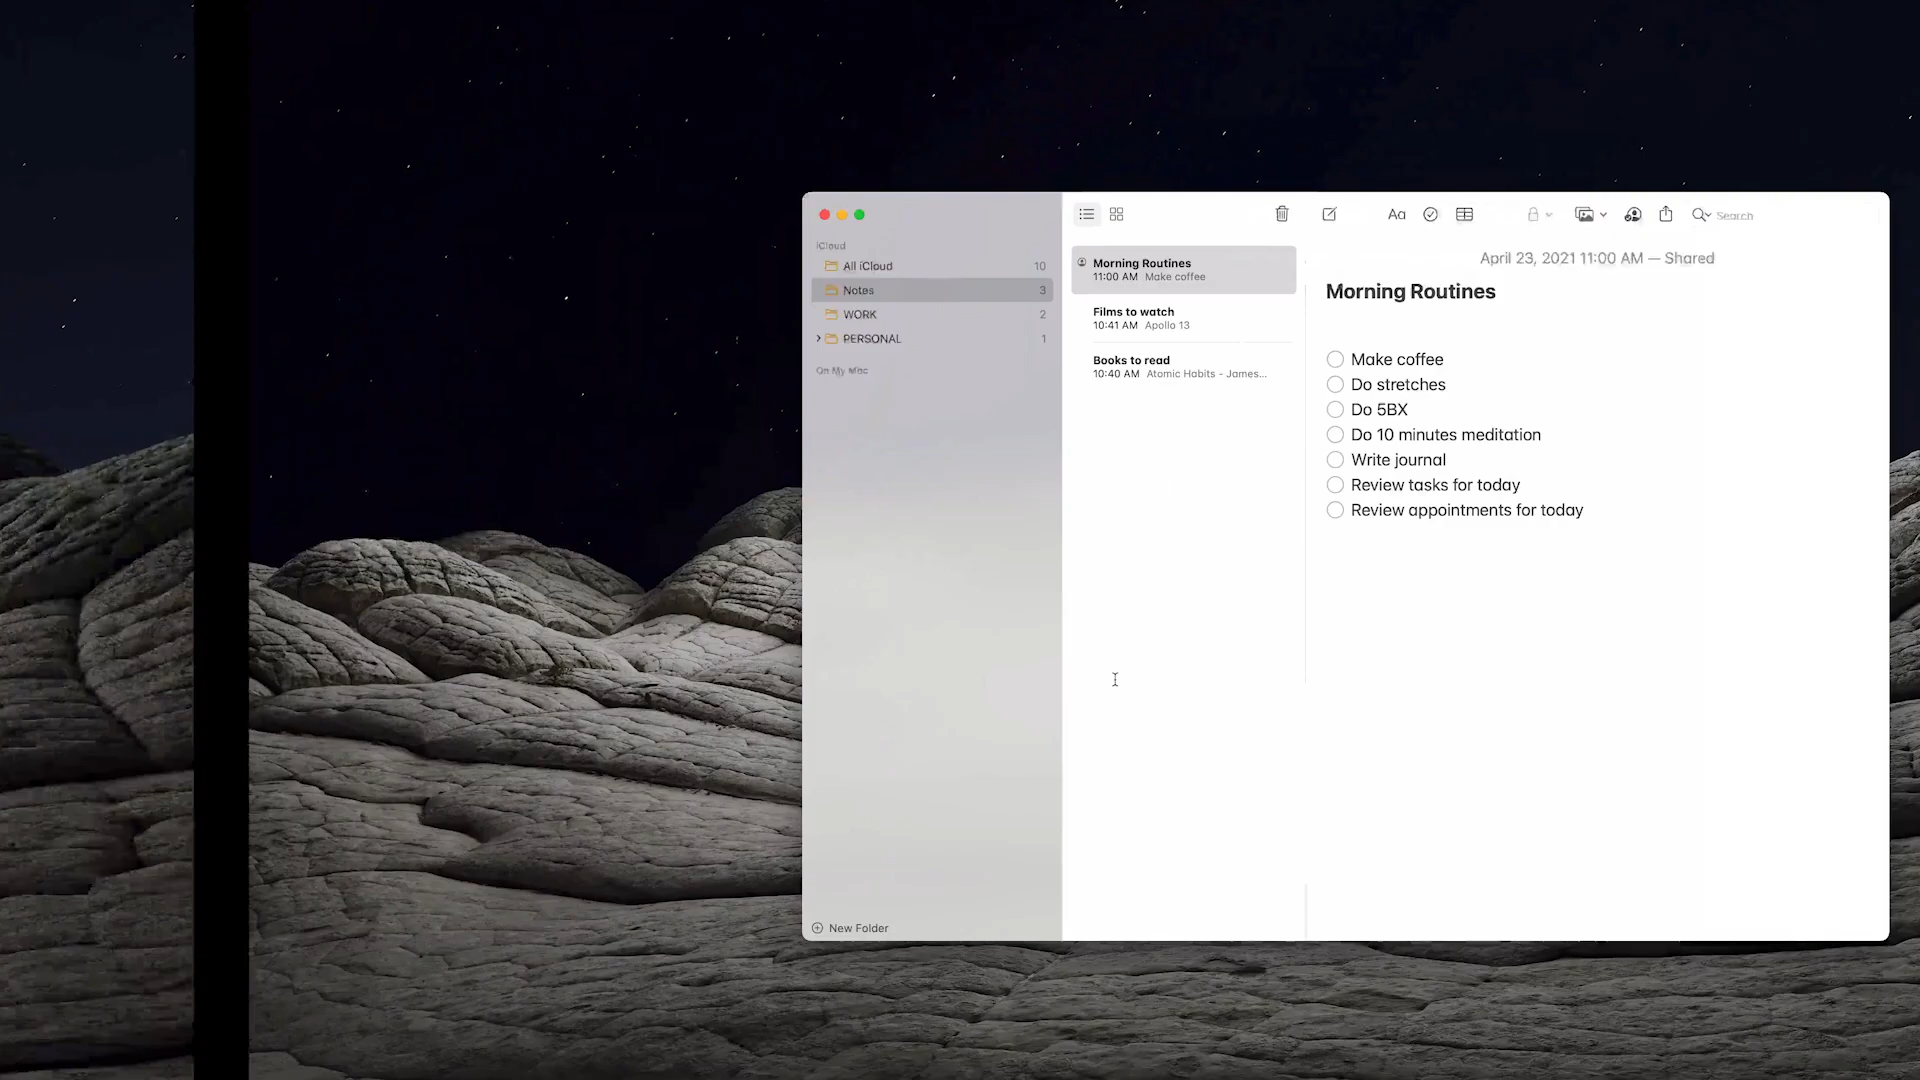 iCloud
All iCloud 10
Notes 3
WORK 2
PERSONAL 1
On My Mac
New Folder
Morning Routines
11:00 AM Make coffee
Films to watch
10:41 AM Apollo 13
Books to read
10:40 AM Atomic Habits - James...
Aa
Search
April 23, 2021 11:00 AM — Shared
Morning Routines
Make coffee
Do stretches
Do 5BX
Do 10 minutes meditation
Write journal
Review tasks for today
Review appointments for today